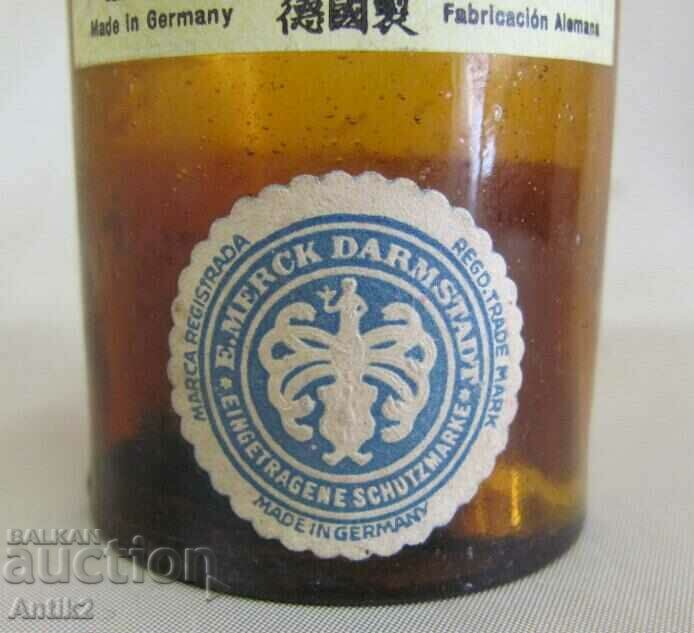 Made in Germany 德國製 Fabricación Alemana
MARCA REGISTRADA
REGD. TRADE MARK
E. MERCK DARMSTADT
* EINGETRAGENE SCHUTZMARKE *
MADE IN GERMANY
BALKAN
auction
Antik2